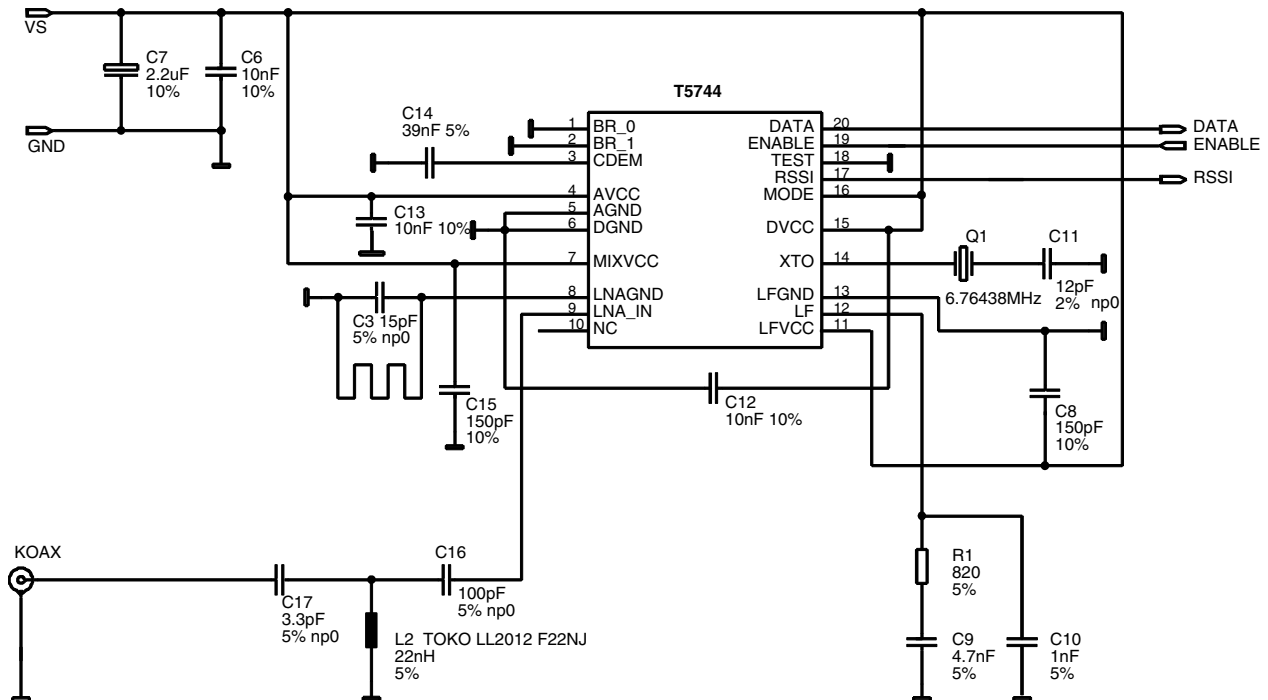 VS
C7
2.2uF
10%
C6
10nF
10%
GND
T5744
C14
39nF 5%
1 BR_0
2 BR_1
3 CDEM
4 AVCC
5 AGND
6 DGND
7 MIXVCC
8 LNAGND
9 LNA_IN
10 NC
DATA 20
ENABLE 19
TEST 18
RSSI 17
MODE 16
DVCC 15
XTO 14
LFGND 13
LF 12
LFVCC 11
DATA
ENABLE
RSSI
C13
10nF 10%
Q1
6.76438MHz
C11
12pF
2% np0
C3 15pF
5% np0
C15
150pF
10%
C12
10nF 10%
C8
150pF
10%
KOAX
C17
3.3pF
5% np0
C16
100pF
5% np0
L2 TOKO LL2012 F22NJ
22nH
5%
R1
820
5%
C9
4.7nF
5%
C10
1nF
5%